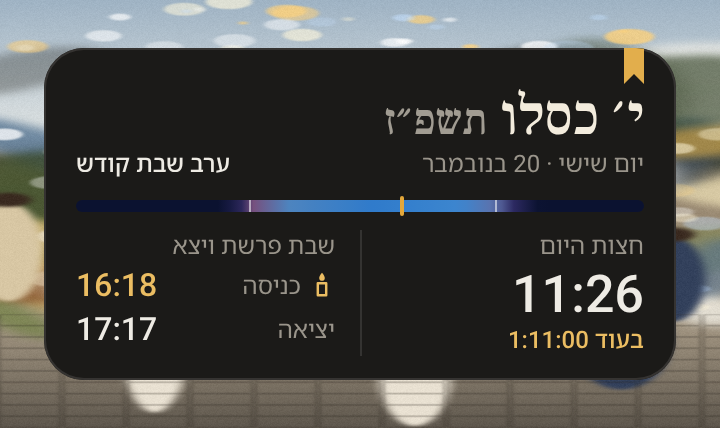 י׳ כסלו תשפ״ז
יום שישי · 20 בנובמבר
ערב שבת קודש
חצות היום
11:26
בעוד 1:11:00
שבת פרשת ויצא
כניסה 16:18
יציאה 17:17